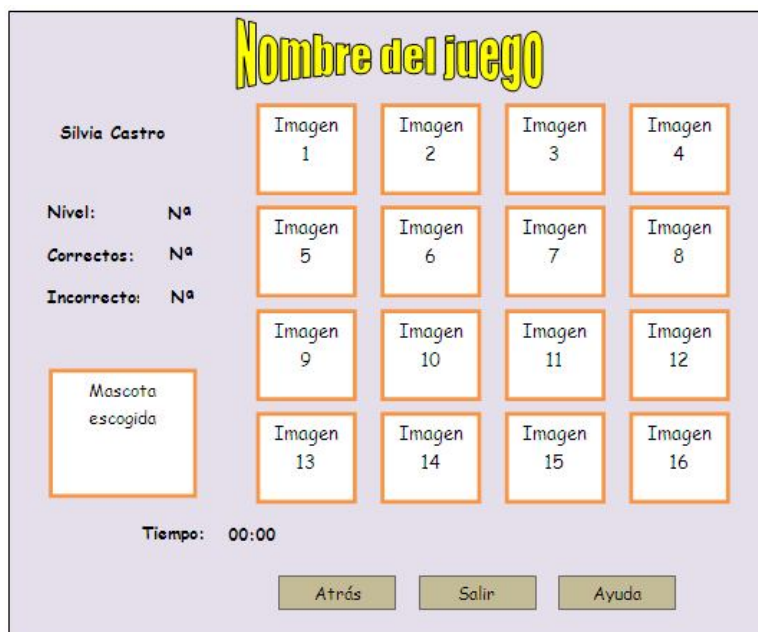 Nombre del juego
Silvia Castro
Nivel: Nª
Correctos: Nª
Incorrecto: Nª
Mascota
escogida
Imagen
1
Imagen
2
Imagen
3
Imagen
4
Imagen
5
Imagen
6
Imagen
7
Imagen
8
Imagen
9
Imagen
10
Imagen
11
Imagen
12
Imagen
13
Imagen
14
Imagen
15
Imagen
16
Tiempo: 00:00
Atrás
Salir
Ayuda